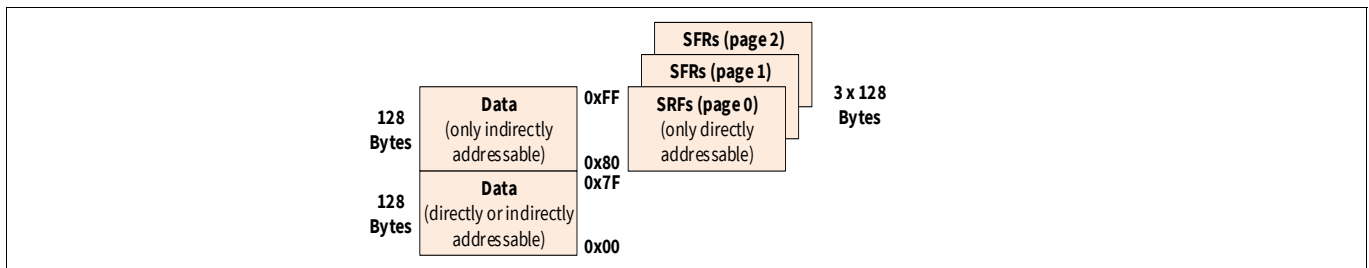 SFRs (page 2)
SFRs (page 1)
0xFF
SRFs (page 0)
3 x 128
Bytes
Data
(only indirectly
addressable)
(only directly
addressable)
128
Bytes
0x80
0x7F
Data
(directly or indirectly
addressable)
128
Bytes
0x00